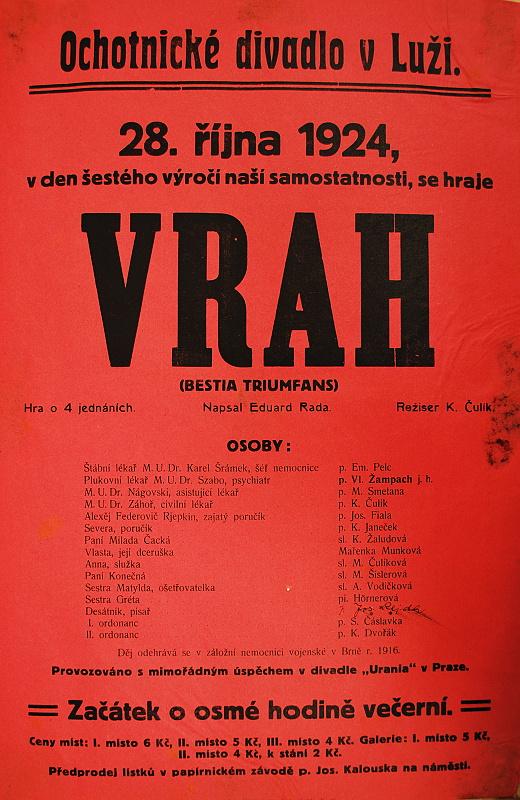 Ochotnické divadlo v Luži.
28. října 1924,
v den šestého výročí naší samostatnosti, se hraje
VRAH
(BESTIA TRIUMFANS)
Hra o 4 jednáních. Napsal Eduard Rada. Režiser K. Čulík.
OSOBY:
Štábní lékař M. U. Dr. Karel Šrámek, šéf nemocnice p. Em. Pelc
Plukovní lékař M. U. Dr. Szabo, psychiatr p. Vl. Žampach j. h.
M. U. Dr. Nágovski, asistující lékař p. M. Smetana
M. U. Dr. Záhoř, civilní lékař p. K. Čulík
Alexěj Federovič Rjepkin, zajatý poručík p. Jos. Fiala
Severa, poručík p. K. Janeček
Paní Milada Čacká sl. K. Žaludová
Vlasta, její dceruška Mařenka Munková
Anna, služka sl. M. Čulíková
Paní Konečná sl. M. Šislerová
Sestra Matylda, ošetřovatelka sl. A. Vodičková
Sestra Gréta pí. Hörnerová
Desátník, písař Jos.
I. ordonanc p. S. Čáslavka
II. ordonanc p. K. Dvořák
Děj odehrává se v záložní nemocnici vojenské v Brně r. 1916.
Provozováno s mimořádným úspěchem v divadle „Urania“ v Praze.
Začátek o osmé hodině večerní.
Ceny míst: I. místo 6 Kč, II. místo 5 Kč, III. místo 4 Kč. Galerie: I. místo 5 Kč,
II. místo 4 Kč, k stání 2 Kč.
Předprodej lístků v papírnickém závodě p. Jos. Kalouska na náměstí.